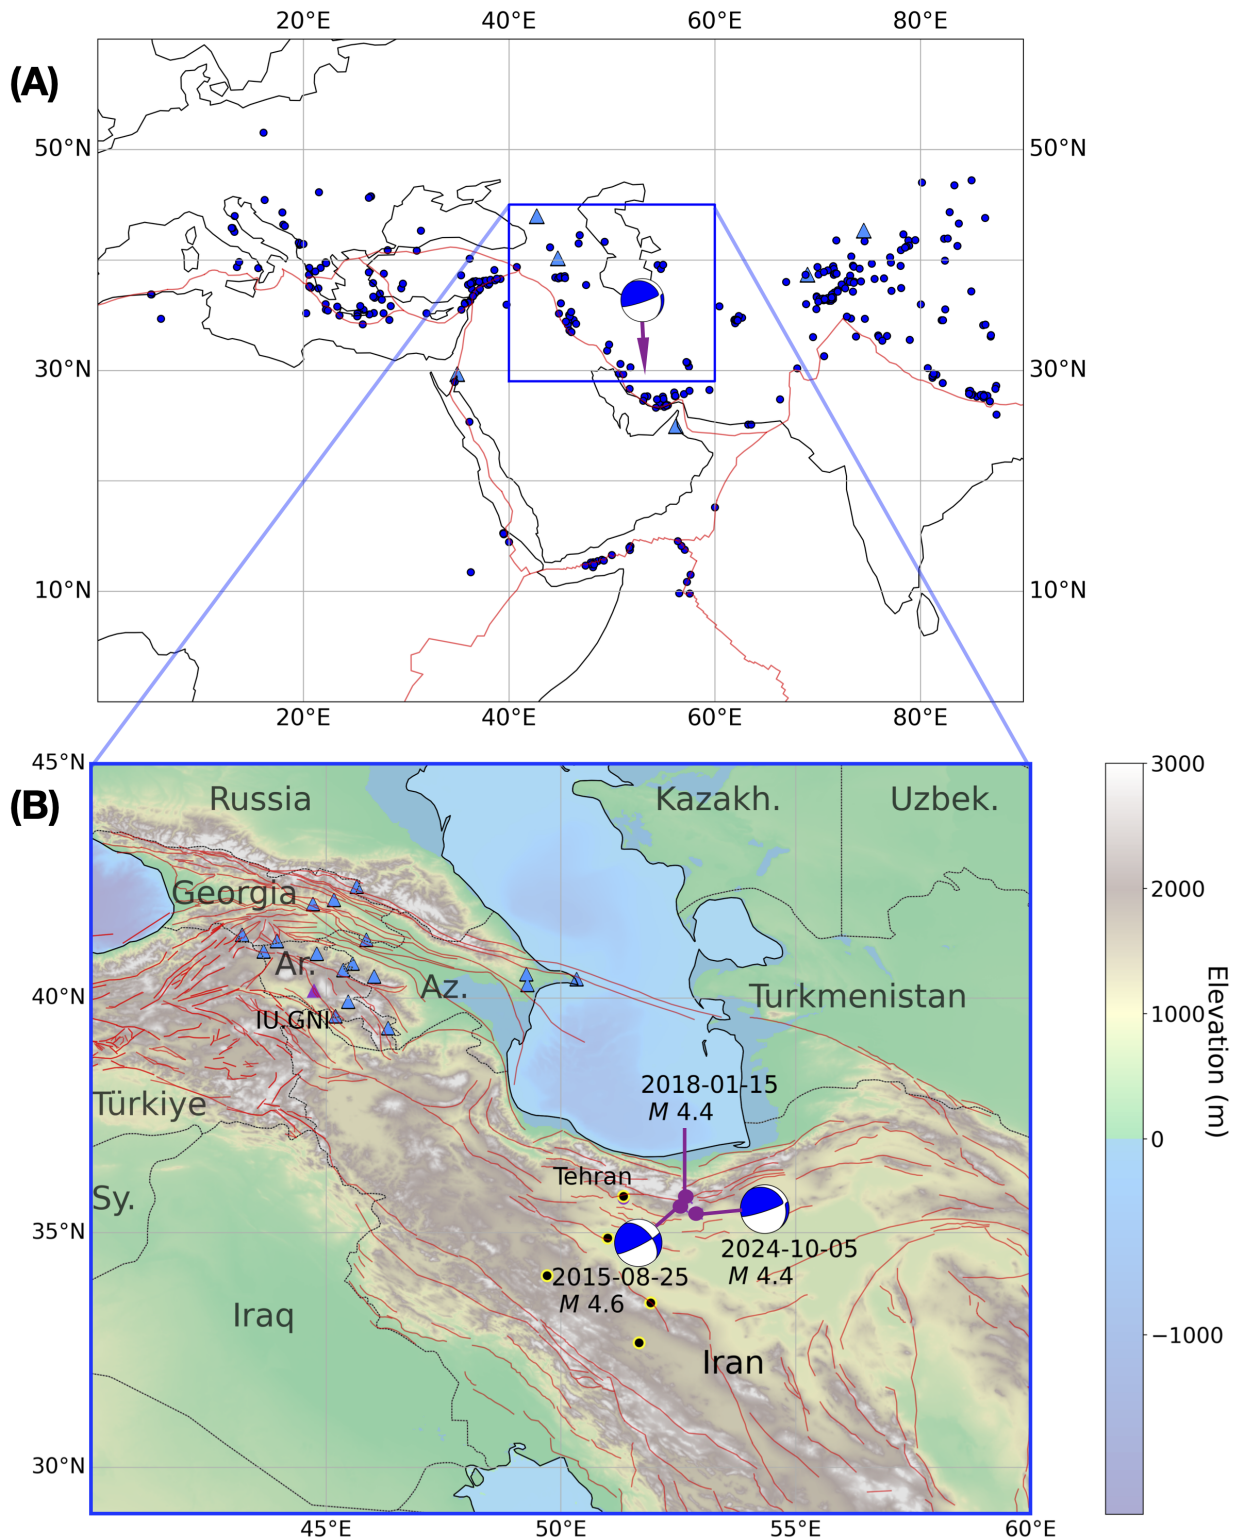 20°E 40°E 60°E 80°E
(A)
50°N 50°N
30°N 30°N
10°N 10°N
20°E 40°E 60°E 80°E
45°N
(B)
Russia Kazakh. Uzbek.
Georgia
Ar. Az.
40°N
IU.GNI
Turkmenistan
2018-01-15
M 4.4
Türkiye
Tehran
Sy.
35°N
2024-10-05
M 4.4
2015-08-25
M 4.6
Iraq
Iran
30°N
45°E 50°E 55°E 60°E
3000
2000
1000
0
−1000
Elevation (m)